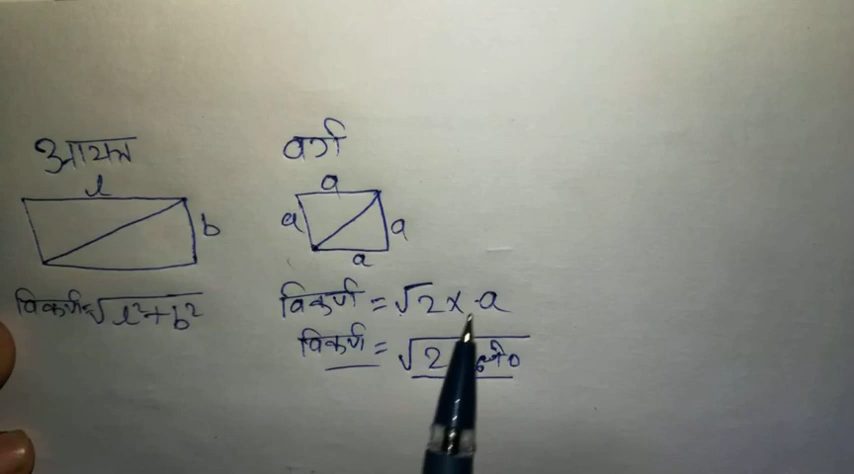 आयत
l
b
विकर्ण = √l²+b²
वर्ग
a
a
a
a
विकर्ण = √2 × a
विकर्ण = √2